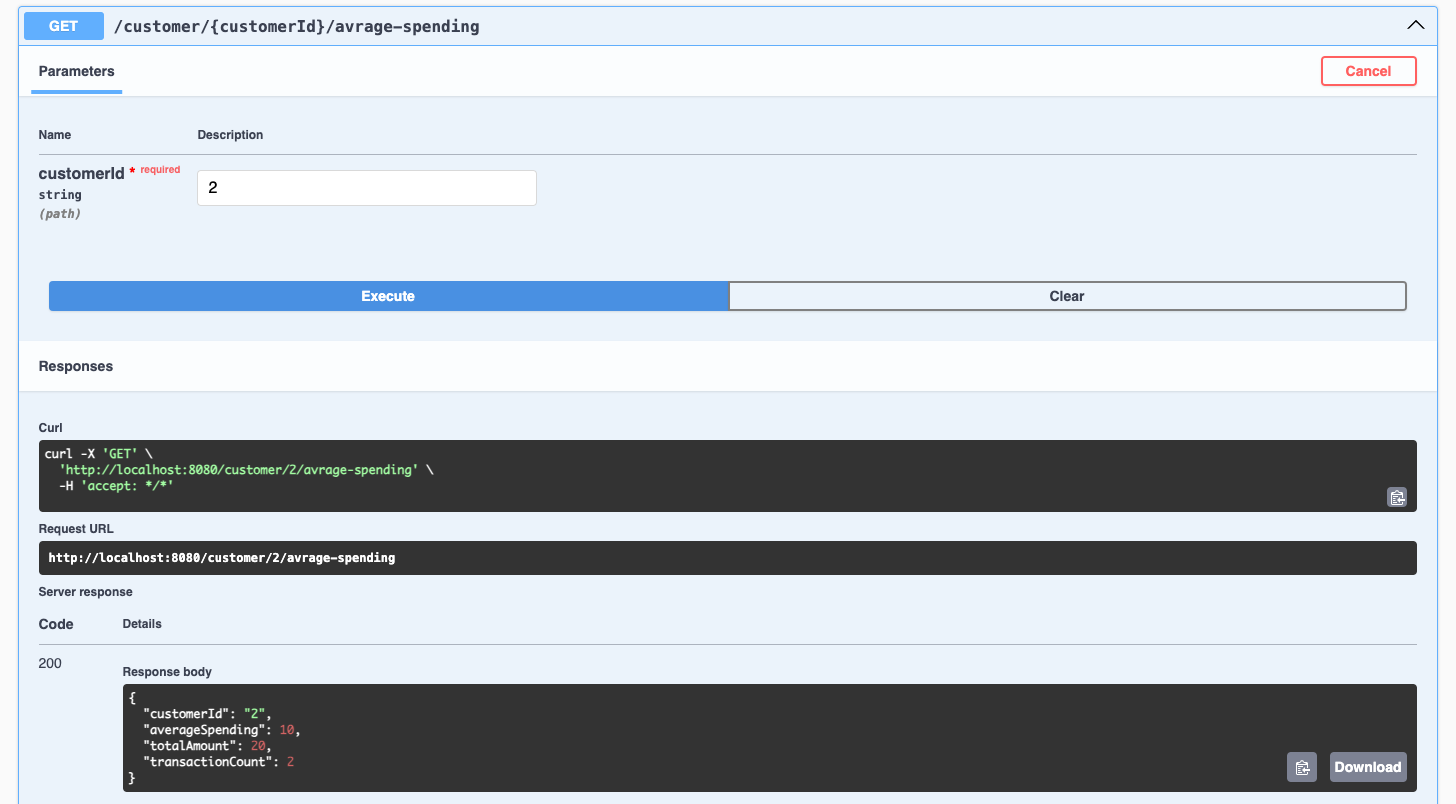 GET /customer/{customerId}/avrage-spending
Parameters
Cancel
Name Description
customerId * required
string
(path)
2
Execute
Clear
Responses
Curl
curl -X 'GET' \
  'http://localhost:8080/customer/2/avrage-spending' \
  -H 'accept: */*'
Request URL
http://localhost:8080/customer/2/avrage-spending
Server response
Code Details
200
Response body
{
  "customerId": "2",
  "averageSpending": 10,
  "totalAmount": 20,
  "transactionCount": 2
}
Download